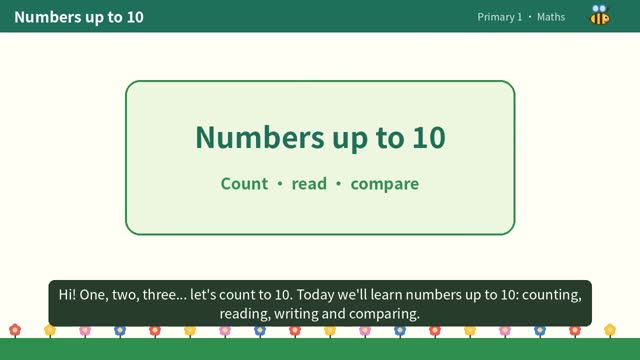 Numbers up to 10
Primary 1 • Maths
Numbers up to 10
Count • read • compare
Hi! One, two, three... let's count to 10. Today we'll learn numbers up to 10: counting,
reading, writing and comparing.